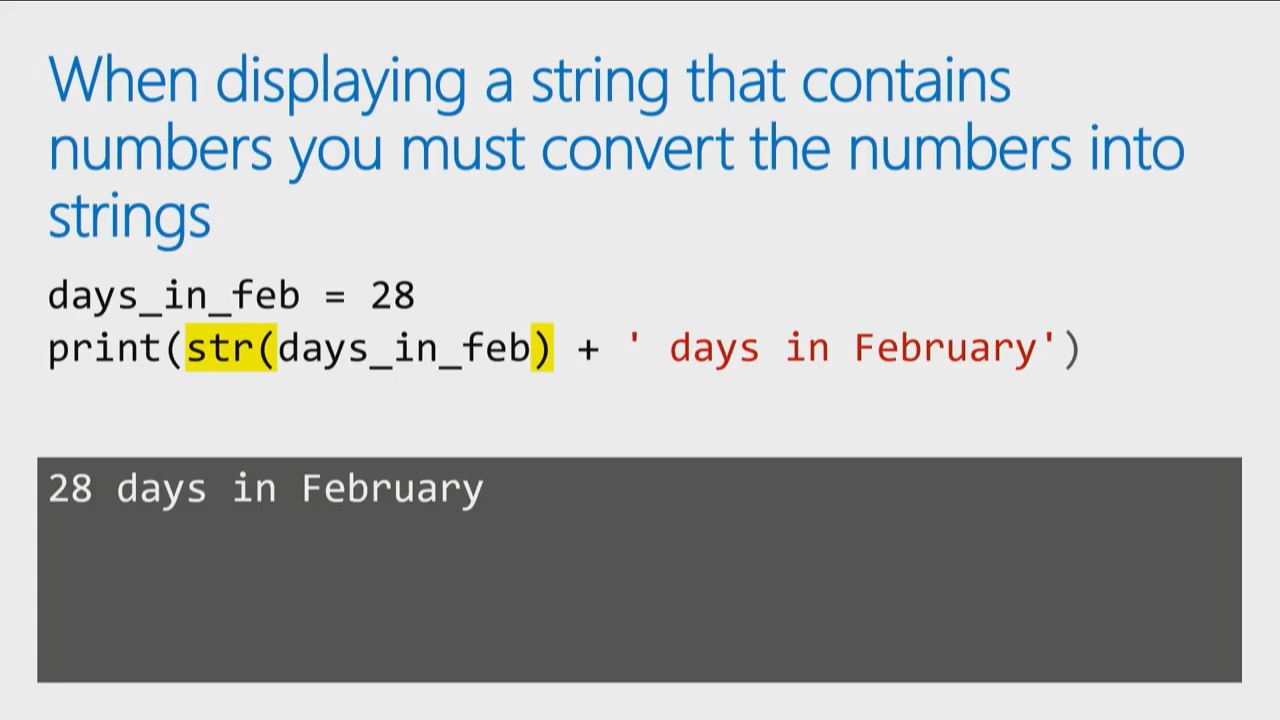 When displaying a string that contains
numbers you must convert the numbers into
strings
days_in_feb = 28
print(str(days_in_feb) + ' days in February')
28 days in February